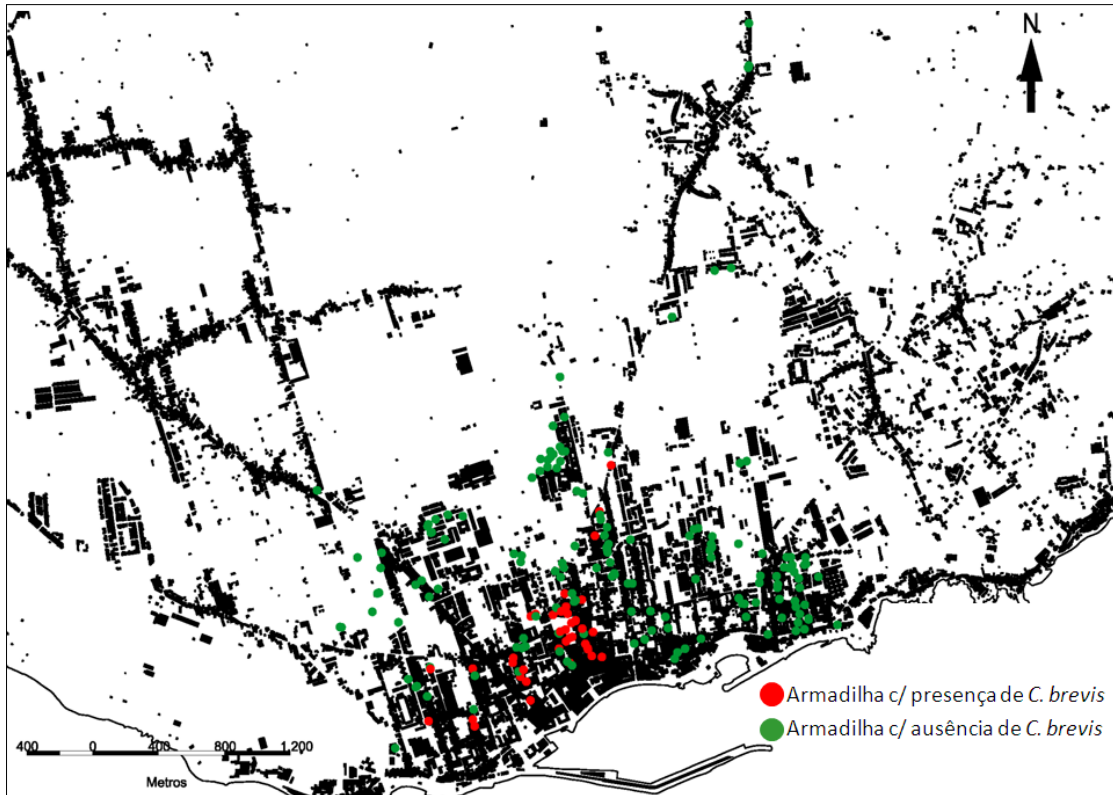 N
Armadilha c/ presença de C. brevis
Armadilha c/ ausência de C. brevis
400 0 400 800 1,200
Metros